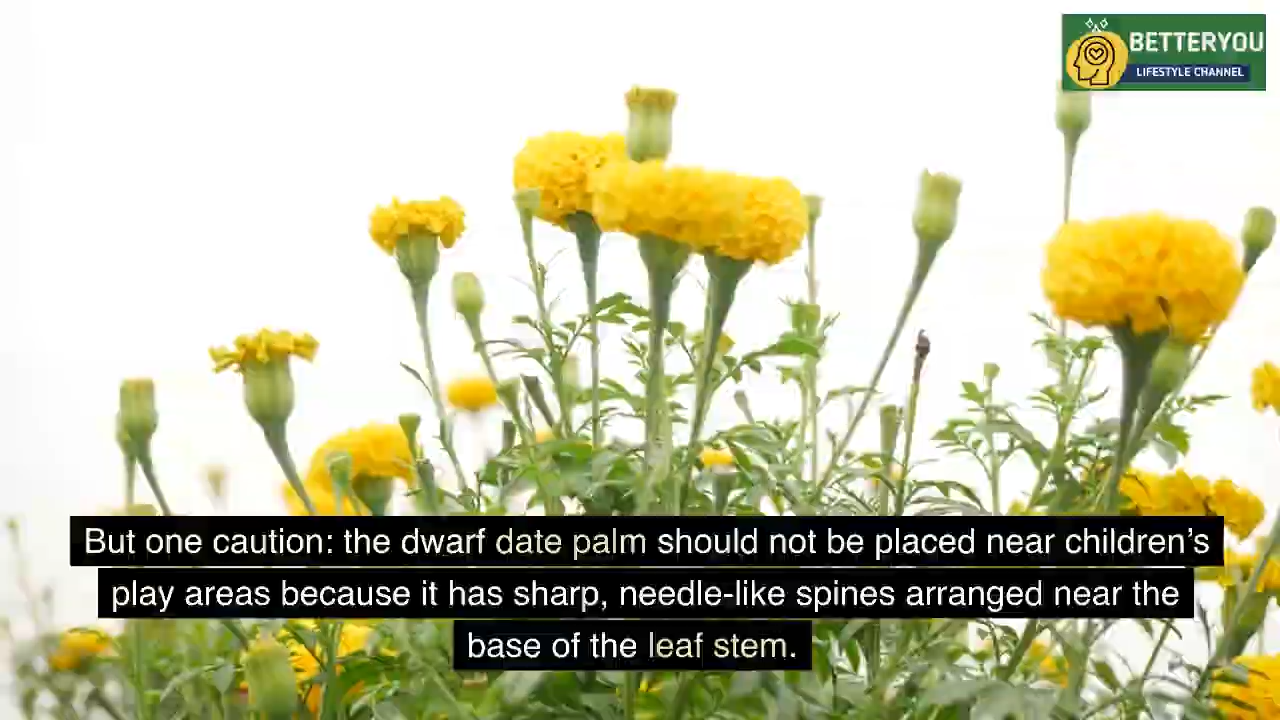 BETTERYOU
LIFESTYLE CHANNEL
But one caution: the dwarf date palm should not be placed near children’s
play areas because it has sharp, needle-like spines arranged near the
base of the leaf stem.